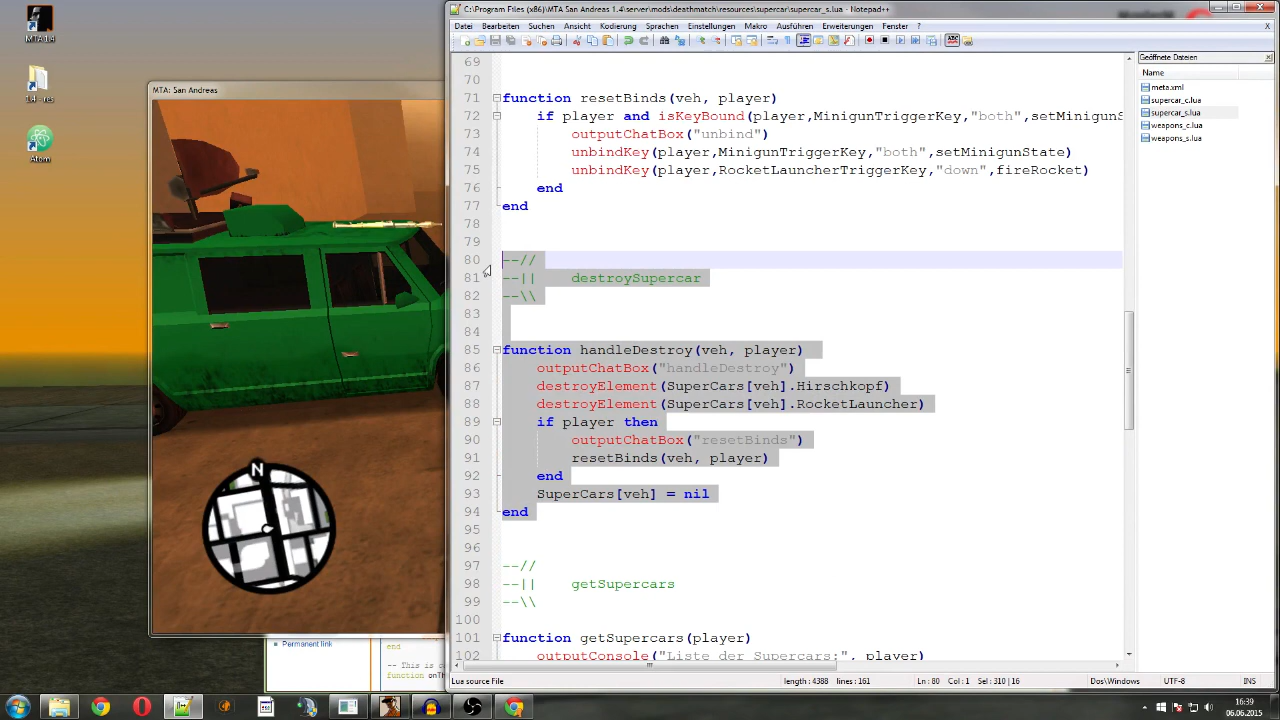 C:\Program Files (x86)\MTA San Andreas 1.4\server\mods\deathmatch\resources\supercar\supercar_s.lua - Notepad++
Datei Bearbeiten Suchen Ansicht Kodierung Sprachen Einstellungen Makro Ausführen Erweiterungen Fenster ?
X
MTA 1.4
1.4 - res
Atom
MTA: San Andreas
N
69
70
71 function resetBinds(veh, player)
72 if player and isKeyBound(player,MinigunTriggerKey,"both",setMinigunS
73 outputChatBox("unbind")
74 unbindKey(player,MinigunTriggerKey,"both",setMinigunState)
75 unbindKey(player,RocketLauncherTriggerKey,"down",fireRocket)
76 end
77 end
78
79
80 --//
81 --|| destroySupercar
82 --\\
83
84
85 function handleDestroy(veh, player)
86 outputChatBox("handleDestroy")
87 destroyElement(SuperCars[veh].Hirschkopf)
88 destroyElement(SuperCars[veh].RocketLauncher)
89 if player then
90 outputChatBox("resetBinds")
91 resetBinds(veh, player)
92 end
93 SuperCars[veh] = nil
94 end
95
96
97 --//
98 --|| getSupercars
99 --\\
100
101 function getSupercars(player)
102 outputConsole("Liste der Supercars:", player)
Geöffnete Dateien
Name
meta.xml
supercar_c.lua
supercar_s.lua
weapons_c.lua
weapons_s.lua
Permanent link
end
-- This is c
function onTh
Lua source File length : 4388 lines : 161 Ln : 80 Col : 1 Sel : 310 | 16 Dos\Windows UTF-8 INS
16:39
06.06.2015